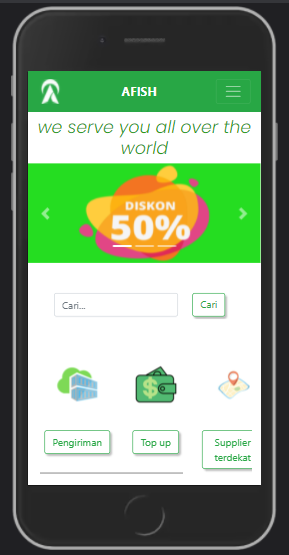 AFISH
we serve you all over the
world
DISKON
50%
Cari...
Cari
Pengiriman
Top up
Supplier
terdekat